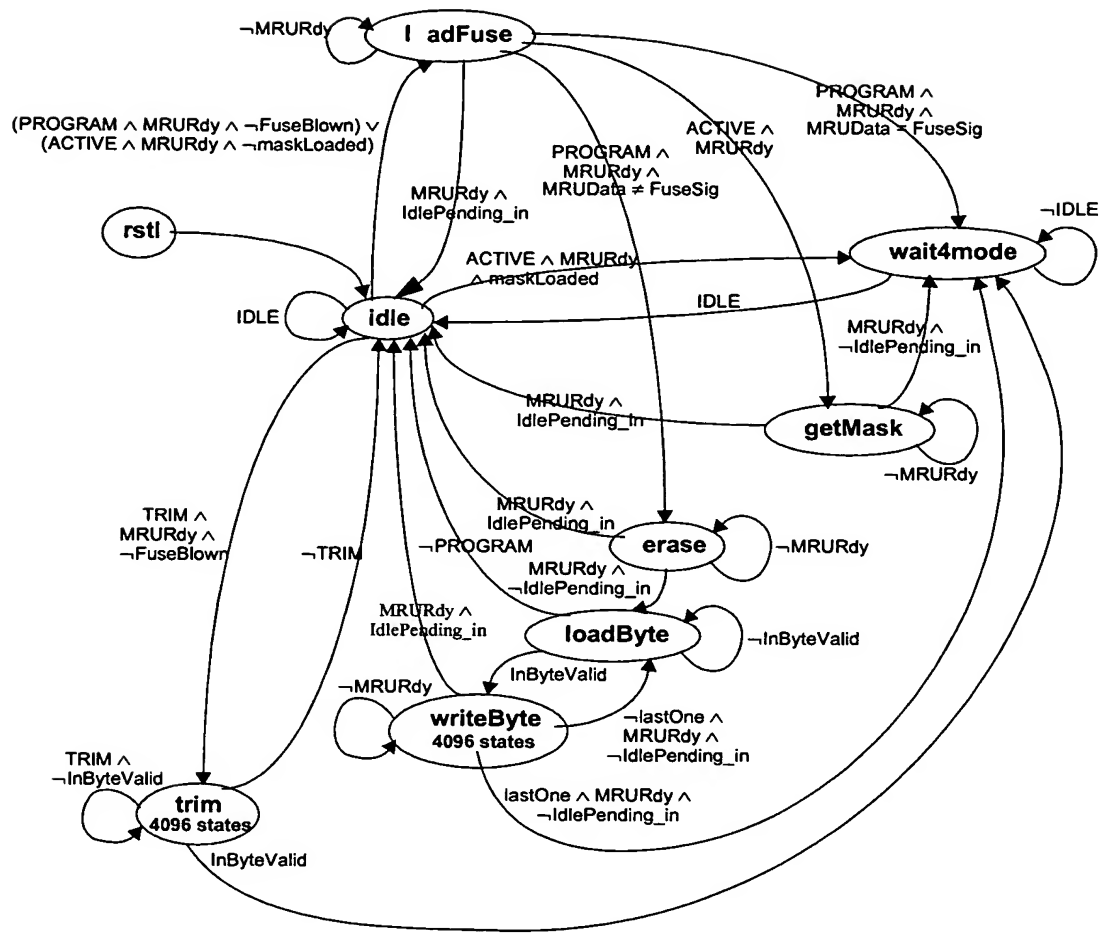 ¬MRURdy
l adFuse
(PROGRAM ∧ MRURdy ∧ ¬FuseBlown) ∨
(ACTIVE ∧ MRURdy ∧ ¬maskLoaded)
MRURdy ∧
IdlePending_in
PROGRAM ∧
MRURdy ∧
MRUData ≠ FuseSig
ACTIVE ∧
MRURdy
PROGRAM ∧
MRURdy ∧
MRUData = FuseSig
rstl
¬IDLE
wait4mode
ACTIVE ∧ MRURdy
∧ maskLoaded
IDLE
IDLE
idle
MRURdy ∧
¬IdlePending_in
MRURdy ∧
IdlePending_in
getMask
¬MRURdy
TRIM ∧
MRURdy ∧
¬FuseBlown
¬TRIM
MRURdy ∧
IdlePending_in
¬PROGRAM
erase
¬MRURdy
MRURdy ∧
¬IdlePending_in
MRURdy ∧
IdlePending_in
loadByte
¬InByteValid
InByteValid
¬MRURdy
writeByte
4096 states
¬lastOne ∧
MRURdy ∧
¬IdlePending_in
TRIM ∧
¬InByteValid
trim
4096 states
lastOne ∧ MRURdy ∧
¬IdlePending_in
InByteValid